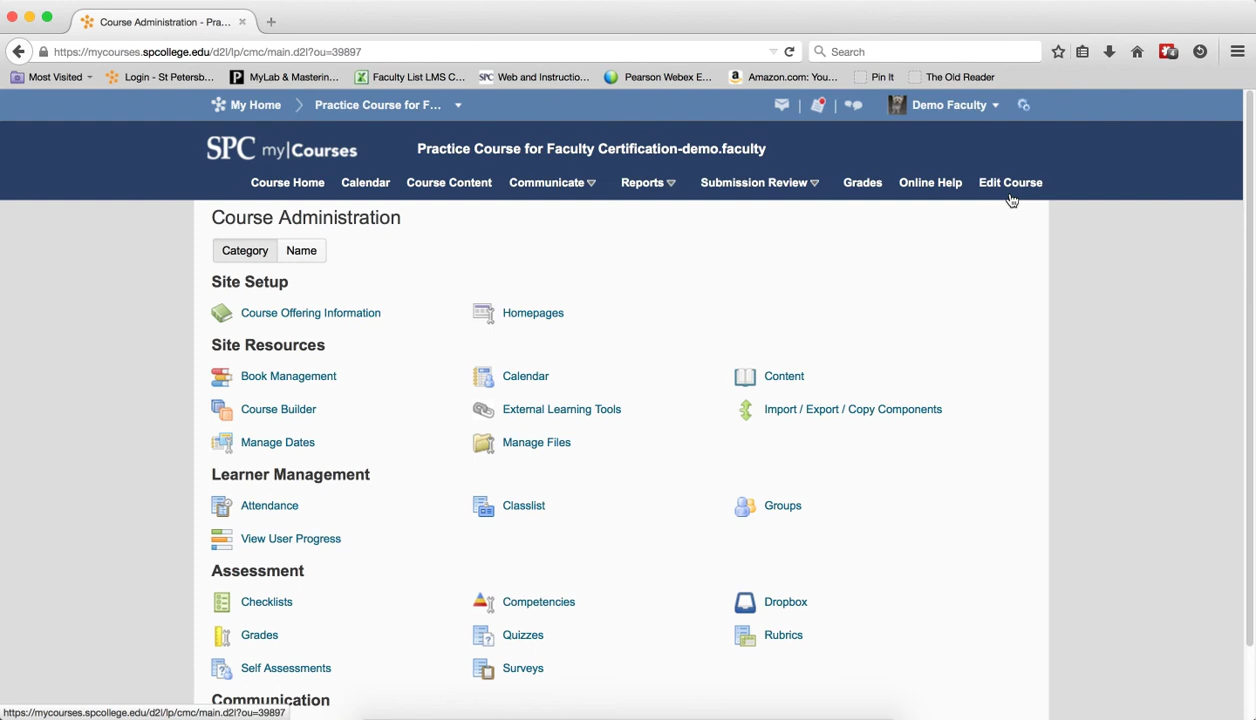 Course Administration - Pra...
https://mycourses.spcollege.edu/d2l/lp/cmc/main.d2l?ou=39897
Search
Most Visited
Login - St Petersb...
MyLab & Mastering...
Faculty List LMS C...
SPC Web and Instructio...
Pearson Webex E...
Amazon.com: You...
Pin It
The Old Reader
My Home
Practice Course for F...
Demo Faculty
SPC my|Courses
Practice Course for Faculty Certification-demo.faculty
Course Home Calendar Course Content Communicate Reports Submission Review Grades Online Help Edit Course
Course Administration
Category Name
Site Setup
Course Offering Information Homepages
Site Resources
Book Management Calendar Content
Course Builder External Learning Tools Import / Export / Copy Components
Manage Dates Manage Files
Learner Management
Attendance Classlist Groups
View User Progress
Assessment
Checklists Competencies Dropbox
Grades Quizzes Rubrics
Self Assessments Surveys
Communication
https://mycourses.spcollege.edu/d2l/lp/cmc/main.d2l?ou=39897